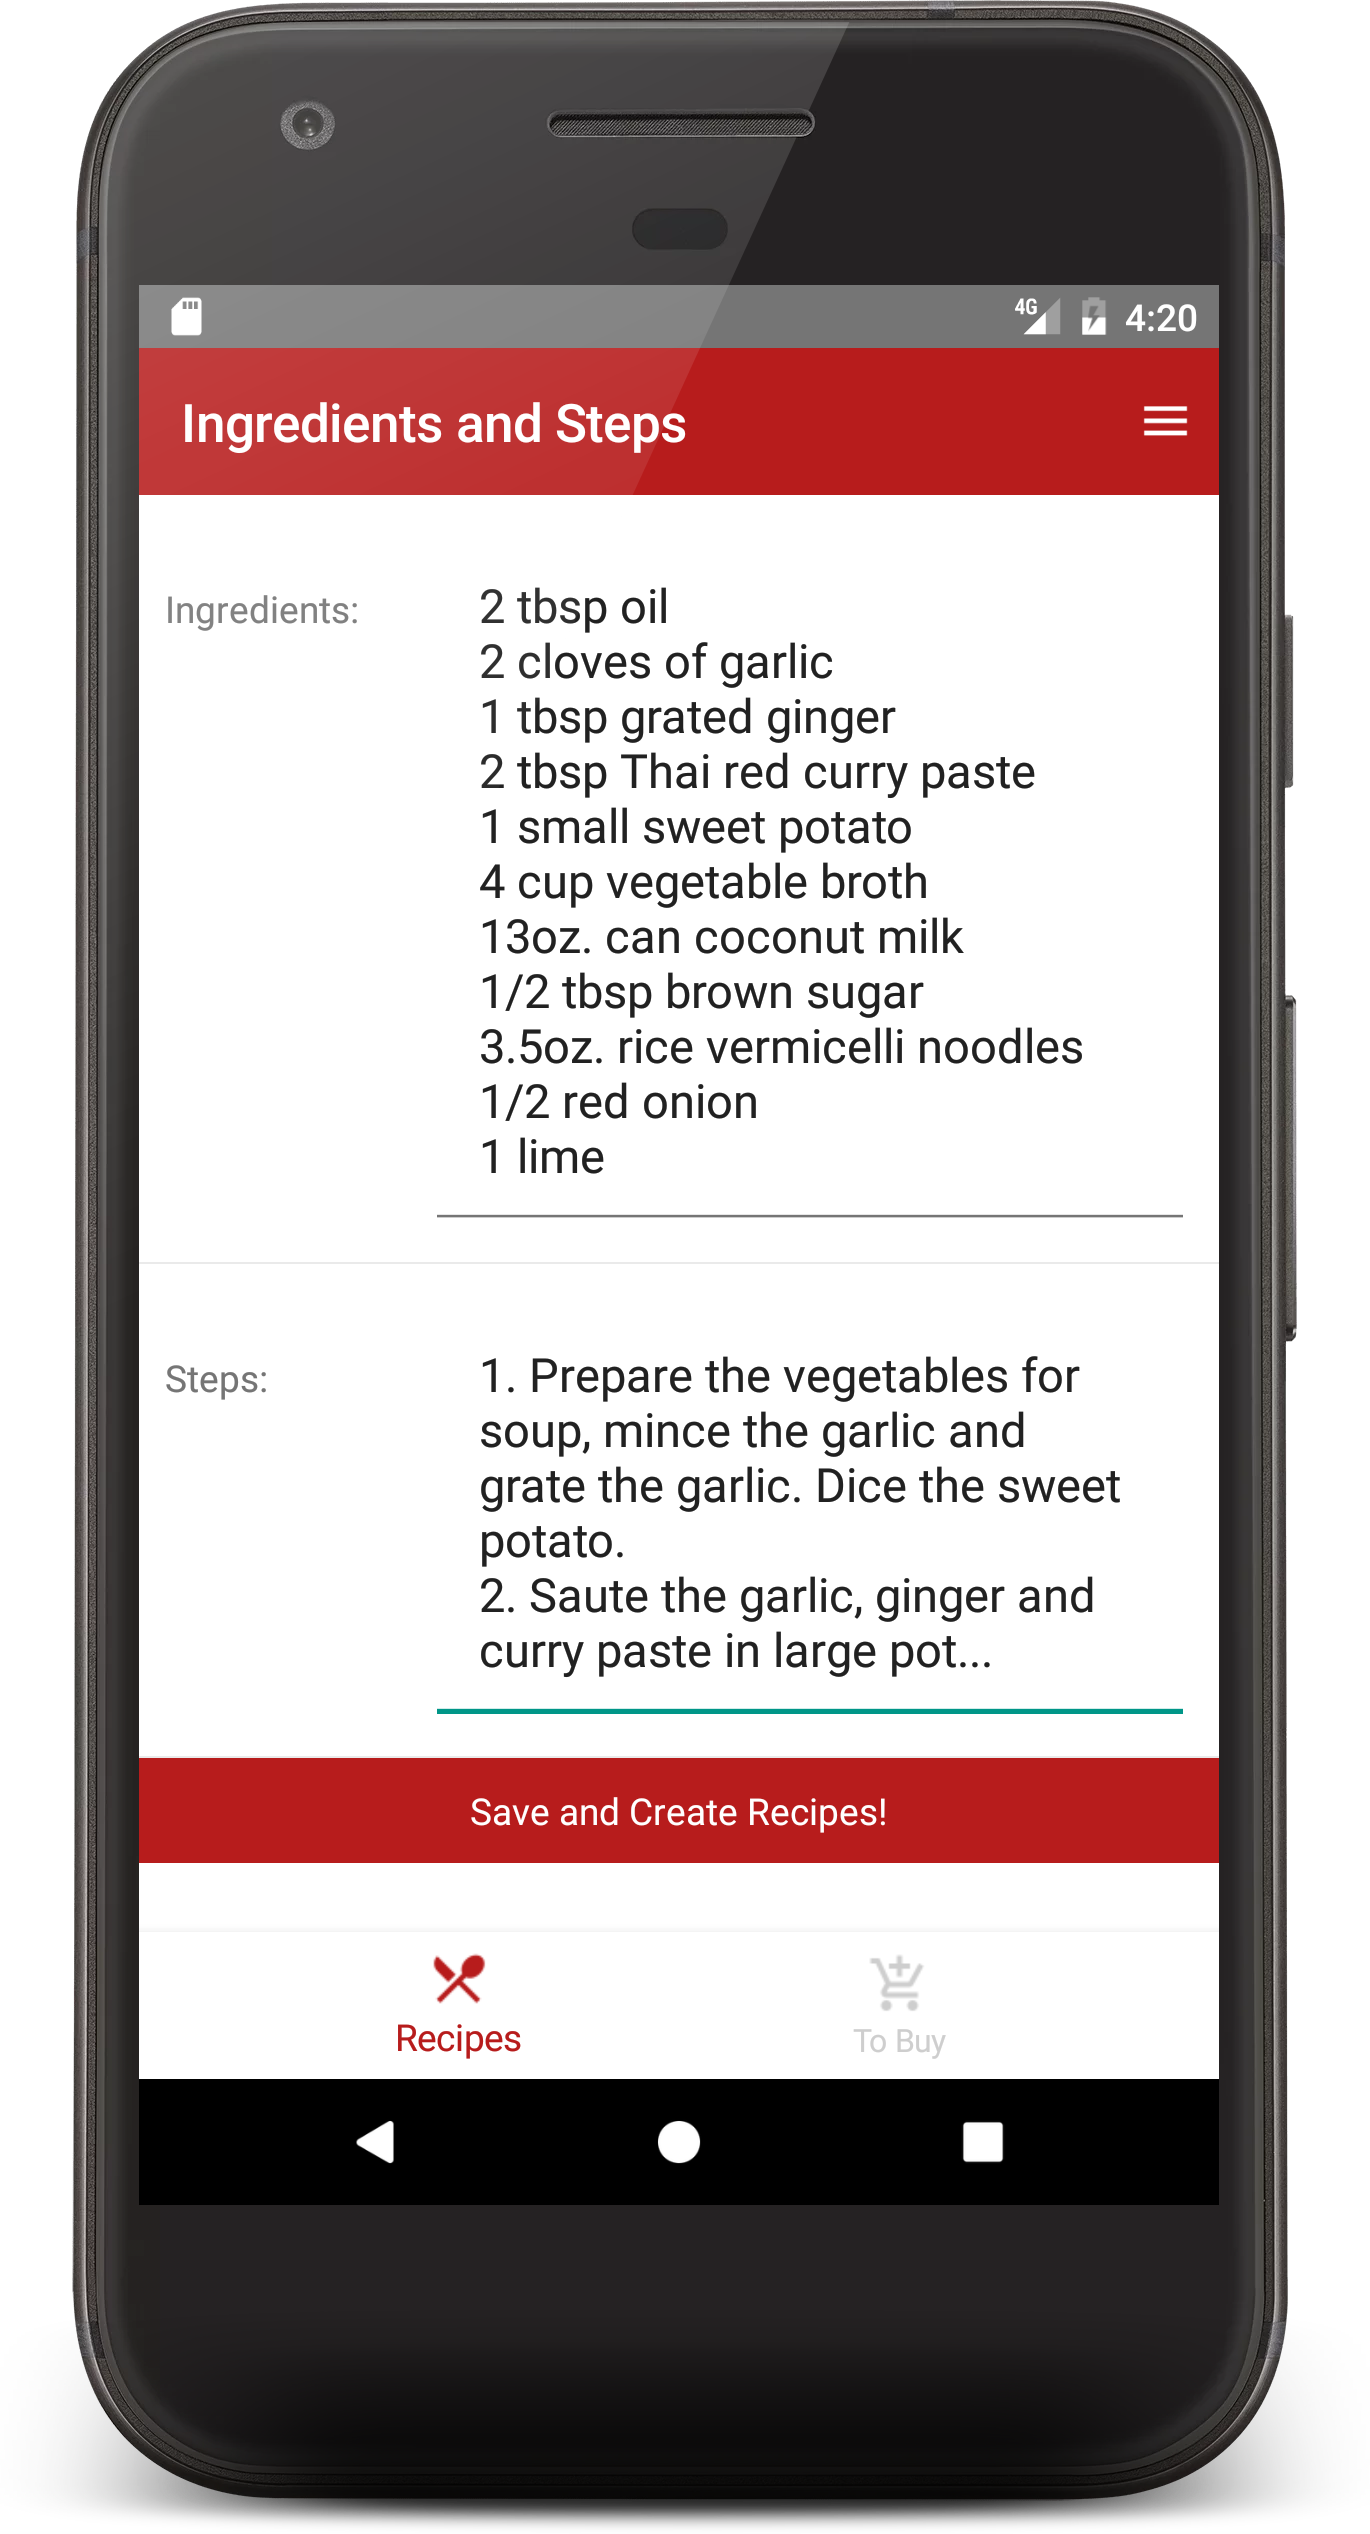 4G 4:20
Ingredients and Steps
Ingredients:
2 tbsp oil
2 cloves of garlic
1 tbsp grated ginger
2 tbsp Thai red curry paste
1 small sweet potato
4 cup vegetable broth
13oz. can coconut milk
1/2 tbsp brown sugar
3.5oz. rice vermicelli noodles
1/2 red onion
1 lime
Steps:
1. Prepare the vegetables for
soup, mince the garlic and
grate the garlic. Dice the sweet
potato.
2. Saute the garlic, ginger and
curry paste in large pot...
Save and Create Recipes!
Recipes
To Buy